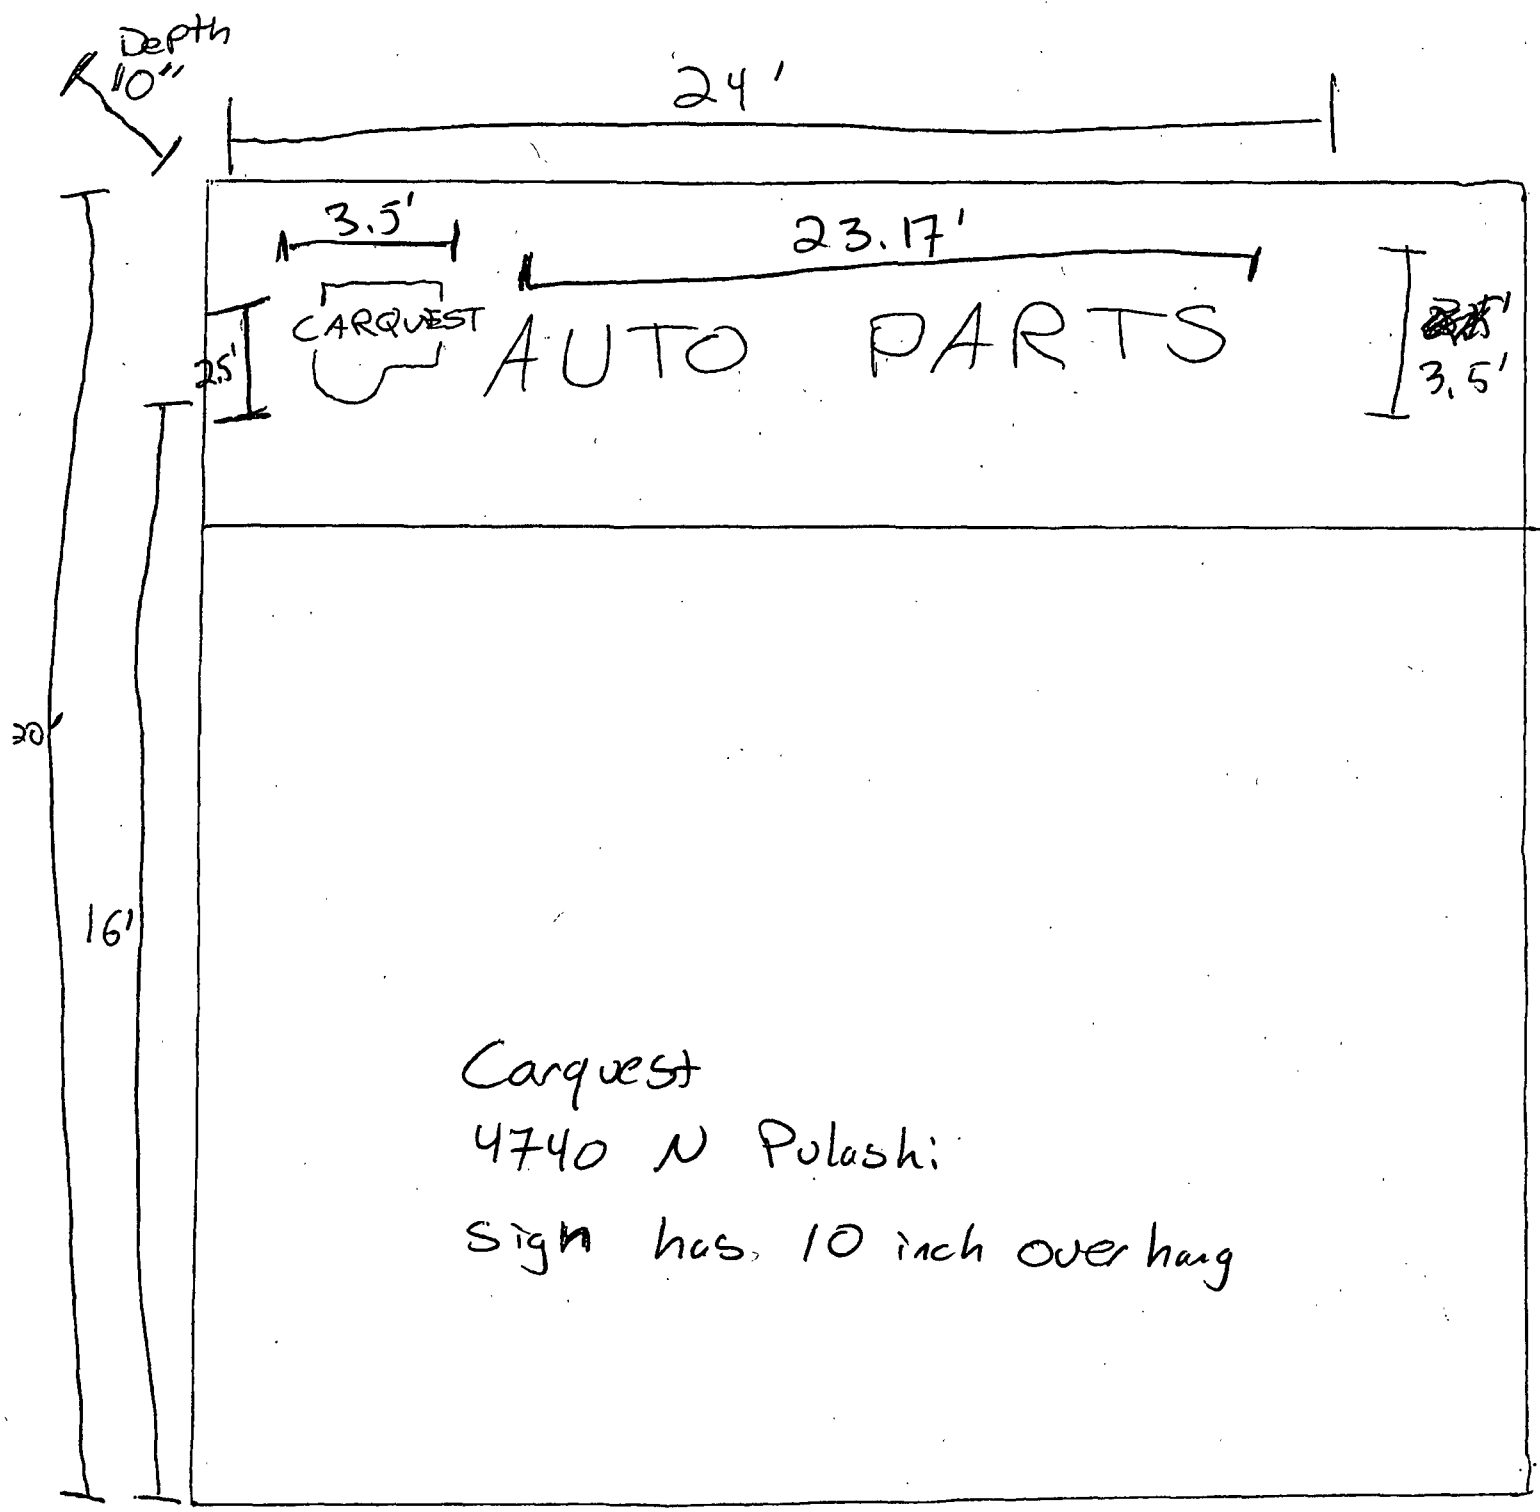 Depth
10"
24'
3.5'
23.17'
CARQUEST
AUTO PARTS
2.5'
3.5'
20'
16'
Carquest
4740 N Pulashi
Sign has 10 inch overhang